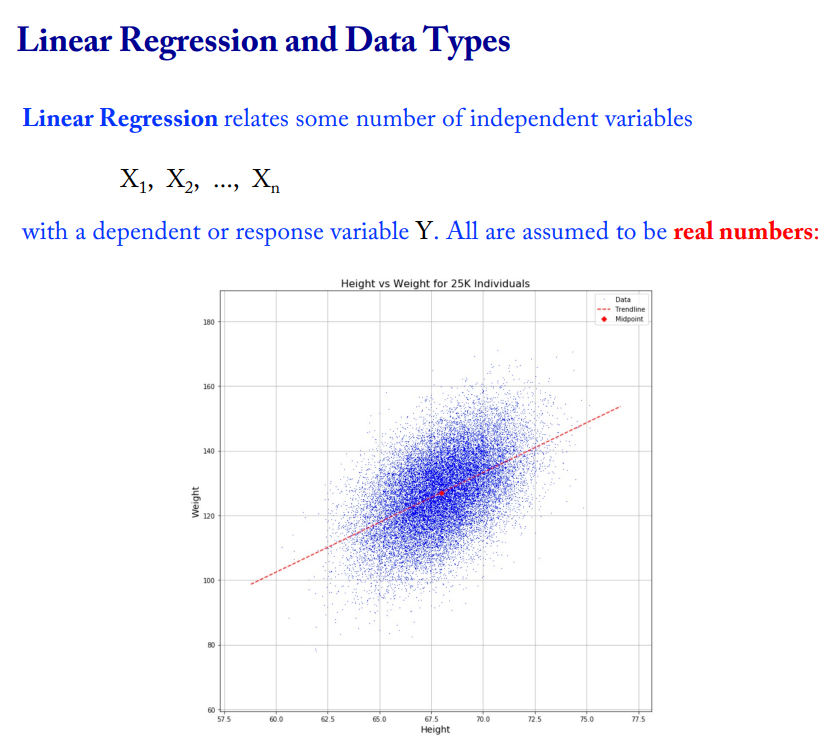 Linear Regression and Data Types
Linear Regression relates some number of independent variables
X₁, X₂, ..., Xₙ
with a dependent or response variable Y. All are assumed to be real numbers:
Height vs Weight for 25K Individuals
Data
Trendline
Midpoint
180
160
140
120
100
80
60
Weight
57.5 60.0 62.5 65.0 67.5 70.0 72.5 75.0 77.5
Height